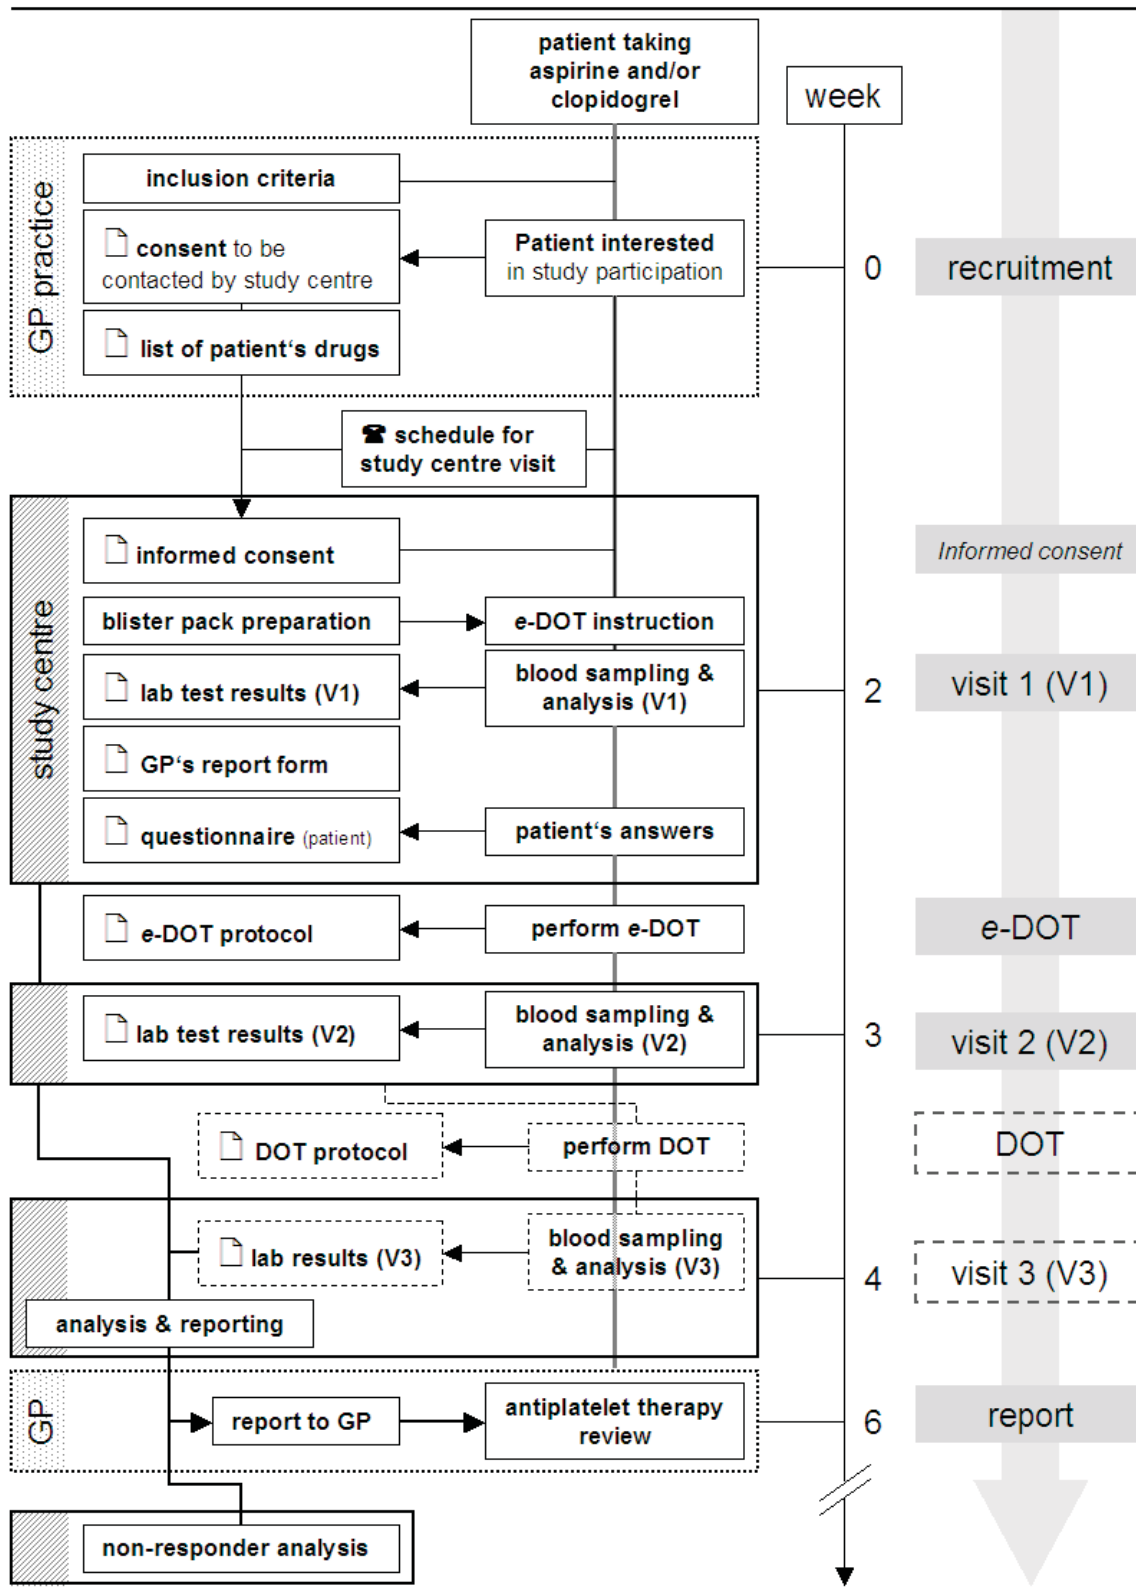 patient taking
aspirine and/or
clopidogrel
week
GP practice
inclusion criteria
consent to be
contacted by study centre
Patient interested
in study participation
0
recruitment
list of patient‘s drugs
schedule for
study centre visit
study centre
informed consent
Informed consent
blister pack preparation
e-DOT instruction
lab test results (V1)
blood sampling &
analysis (V1)
2
visit 1 (V1)
GP‘s report form
questionnaire (patient)
patient‘s answers
e-DOT protocol
perform e-DOT
e-DOT
lab test results (V2)
blood sampling &
analysis (V2)
3
visit 2 (V2)
DOT protocol
perform DOT
DOT
lab results (V3)
blood sampling
& analysis (V3)
4
visit 3 (V3)
analysis & reporting
GP
report to GP
antiplatelet therapy
review
6
report
non-responder analysis